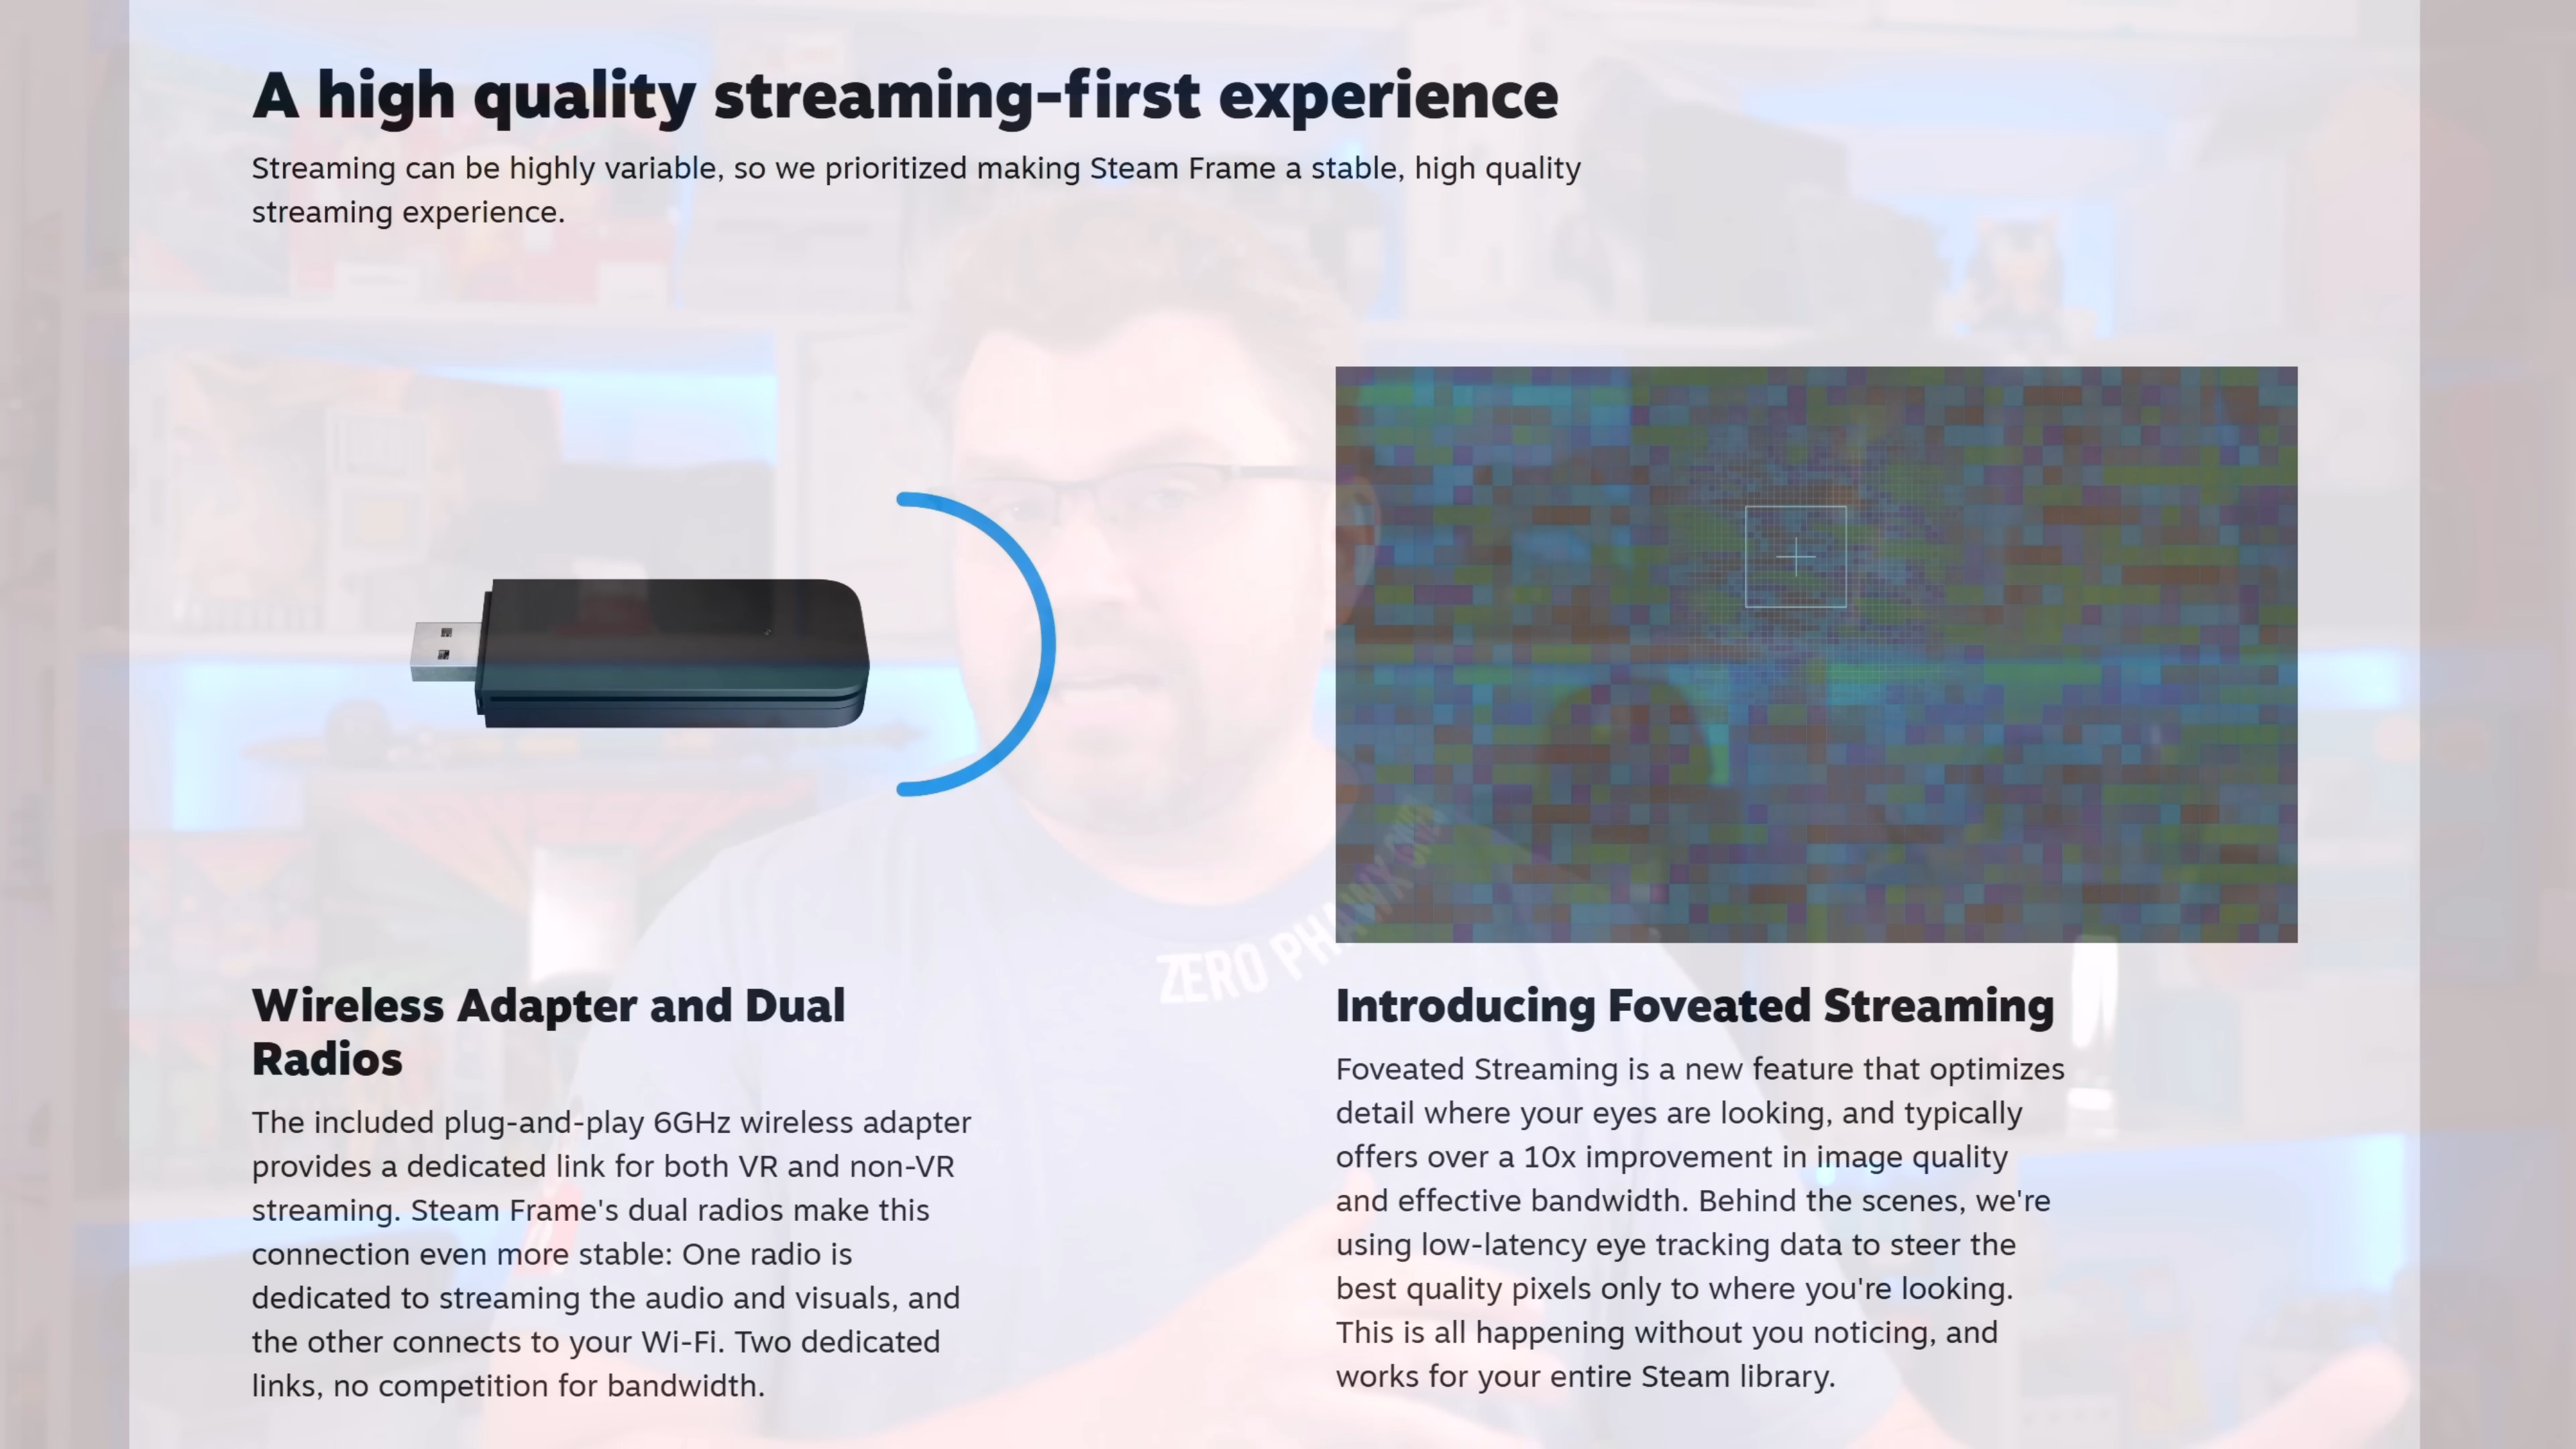 A high quality streaming-first experience
Streaming can be highly variable, so we prioritized making Steam Frame a stable, high quality
streaming experience.
ZERO PHAWX GIVEN
Wireless Adapter and Dual
Radios
The included plug-and-play 6GHz wireless adapter
provides a dedicated link for both VR and non-VR
streaming. Steam Frame's dual radios make this
connection even more stable: One radio is
dedicated to streaming the audio and visuals, and
the other connects to your Wi-Fi. Two dedicated
links, no competition for bandwidth.
Introducing Foveated Streaming
Foveated Streaming is a new feature that optimizes
detail where your eyes are looking, and typically
offers over a 10x improvement in image quality
and effective bandwidth. Behind the scenes, we're
using low-latency eye tracking data to steer the
best quality pixels only to where you're looking.
This is all happening without you noticing, and
works for your entire Steam library.